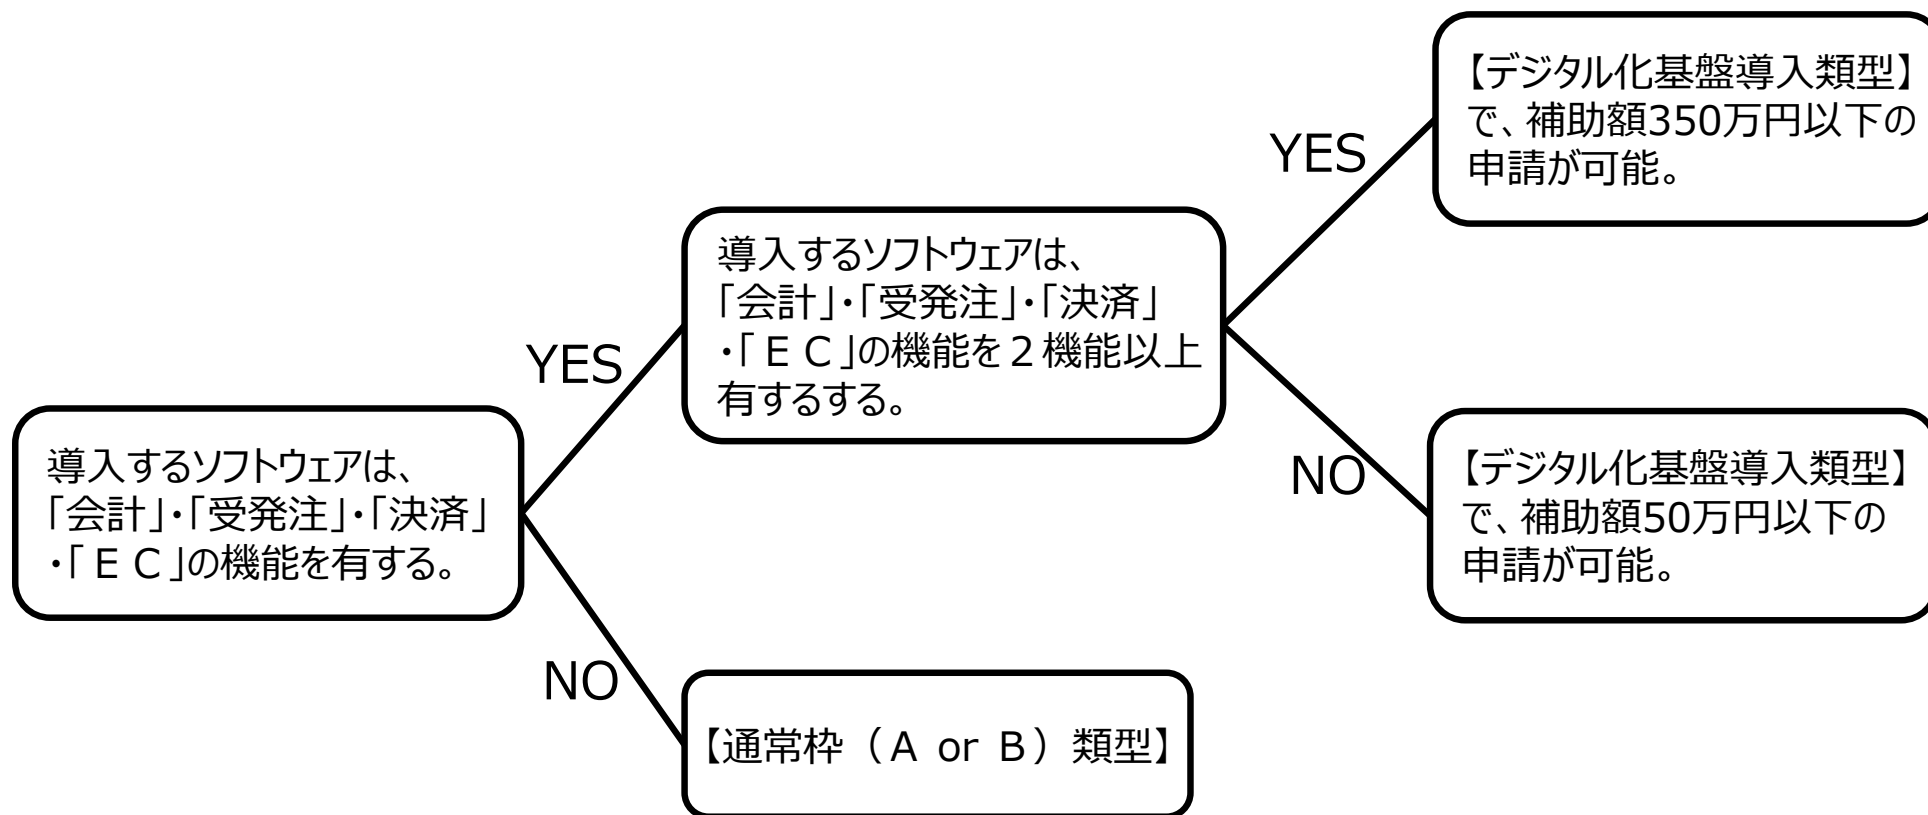 導入するソフトウェアは、
「会計」・「受発注」・「決済」
・「ＥＣ」の機能を有する。
YES
NO
導入するソフトウェアは、
「会計」・「受発注」・「決済」
・「ＥＣ」の機能を２機能以上
有するする。
【通常枠（Ａ or Ｂ）類型】
YES
NO
【デジタル化基盤導入類型】
で、補助額350万円以下の
申請が可能。
【デジタル化基盤導入類型】
で、補助額50万円以下の
申請が可能。